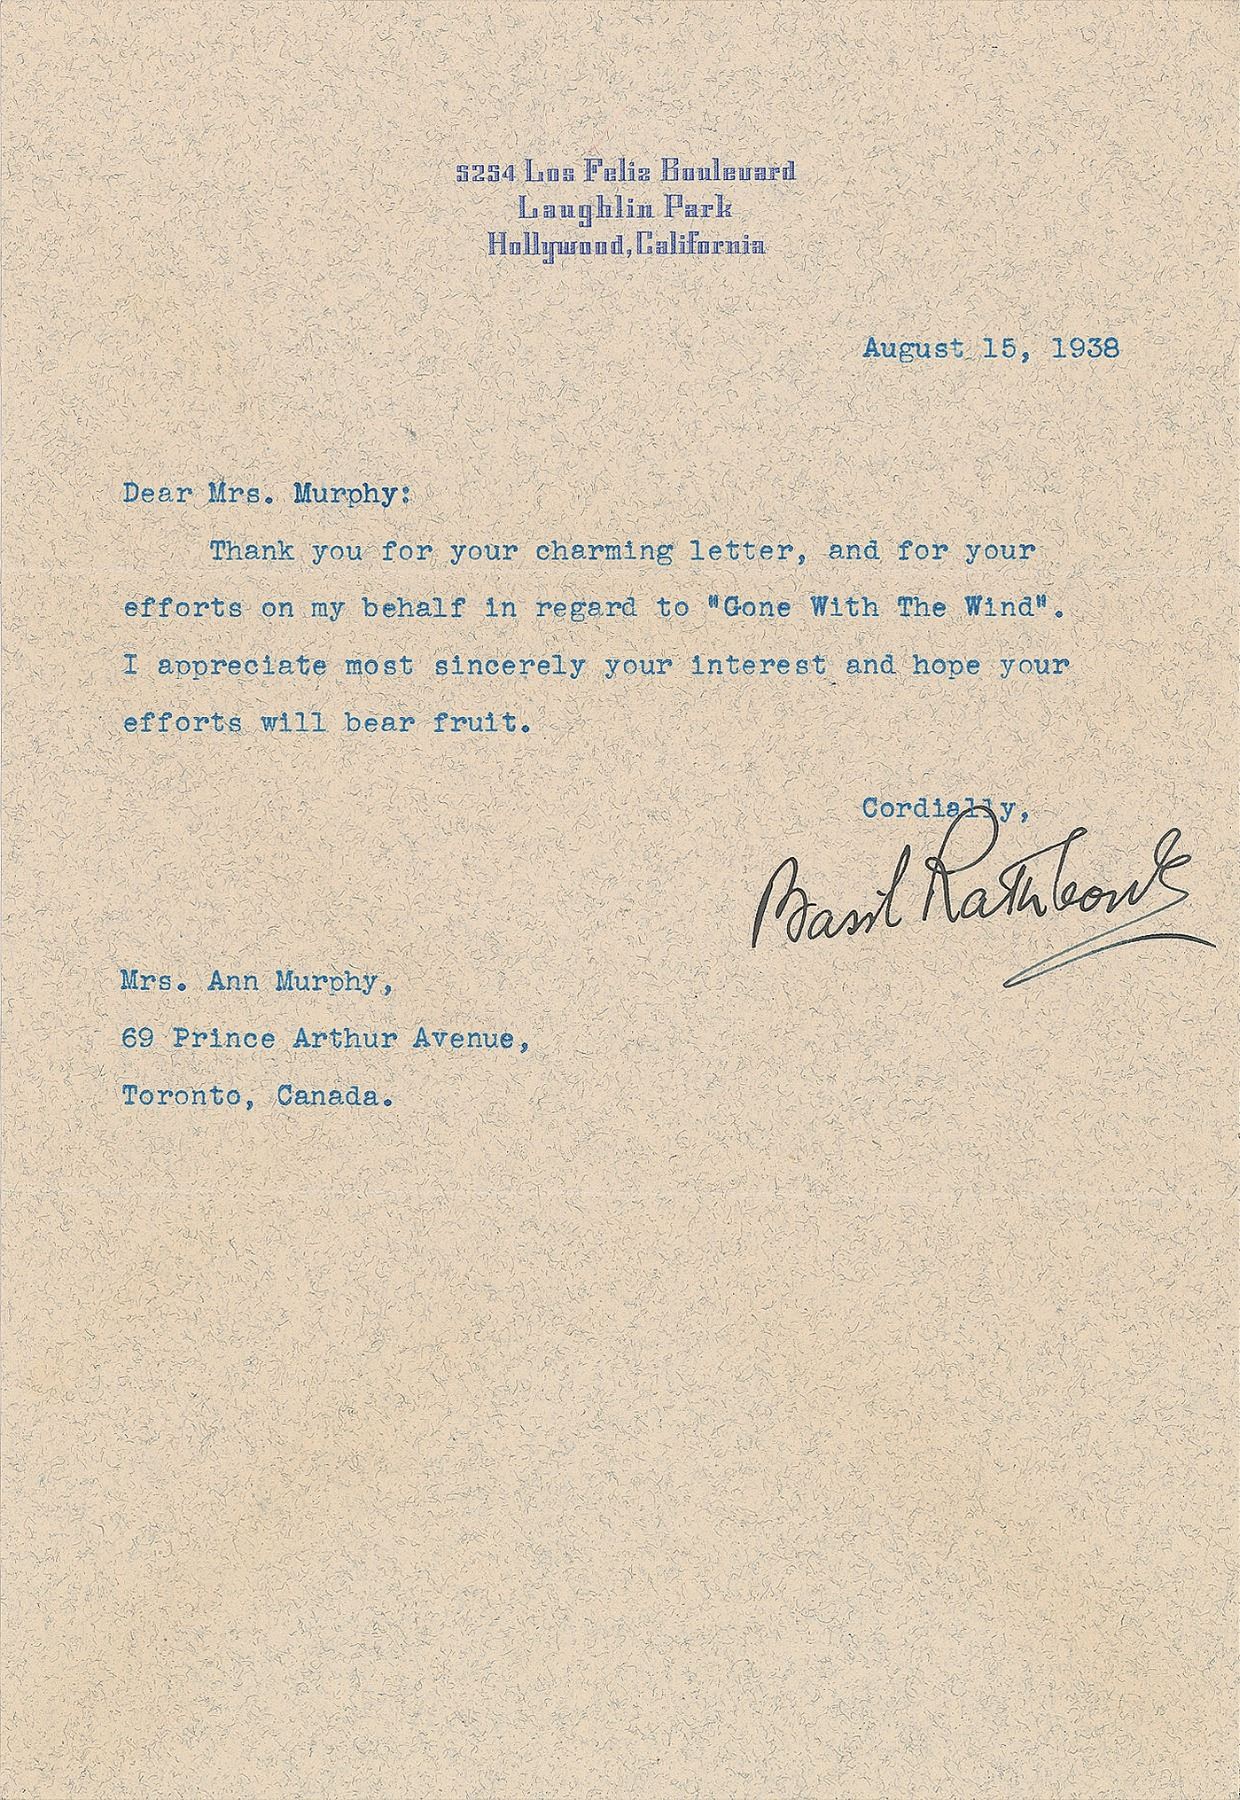 5254 Los Feliz Boulevard
Laughlin Park
Hollywood, California
August 15, 1938
Dear Mrs. Murphy:
Thank you for your charming letter, and for your
efforts on my behalf in regard to "Gone With The Wind".
I appreciate most sincerely your interest and hope your
efforts will bear fruit.
Cordially,
Basil Rathbone
Mrs. Ann Murphy,
69 Prince Arthur Avenue,
Toronto, Canada.